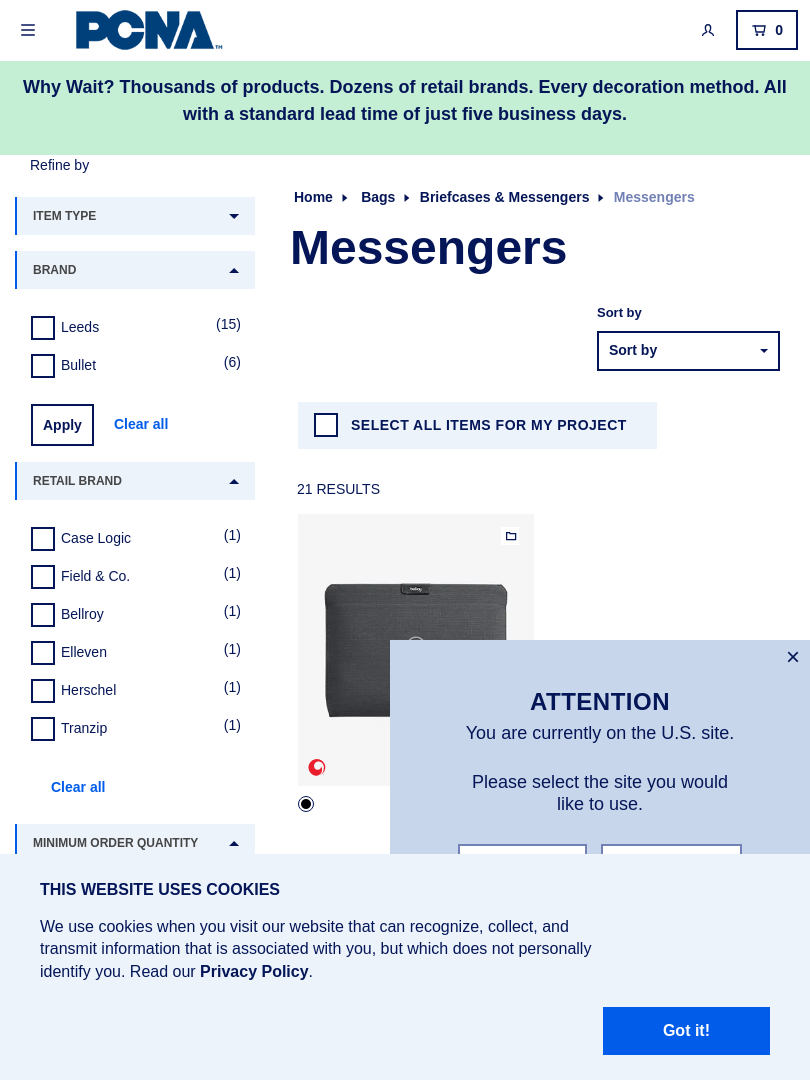 PCNA™
0
Why Wait? Thousands of products. Dozens of retail brands. Every decoration method. All
with a standard lead time of just five business days.
Refine by
ITEM TYPE
BRAND
Leeds (15)
Bullet (6)
Apply Clear all
RETAIL BRAND
Case Logic (1)
Field & Co. (1)
Bellroy (1)
Elleven (1)
Herschel (1)
Tranzip (1)
Clear all
MINIMUM ORDER QUANTITY
Home Bags Briefcases & Messengers Messengers
Messengers
Sort by
Sort by
SELECT ALL ITEMS FOR MY PROJECT
21 RESULTS
×
ATTENTION
You are currently on the U.S. site.
Please select the site you would
like to use.
THIS WEBSITE USES COOKIES
We use cookies when you visit our website that can recognize, collect, and
transmit information that is associated with you, but which does not personally
identify you. Read our Privacy Policy.
Got it!